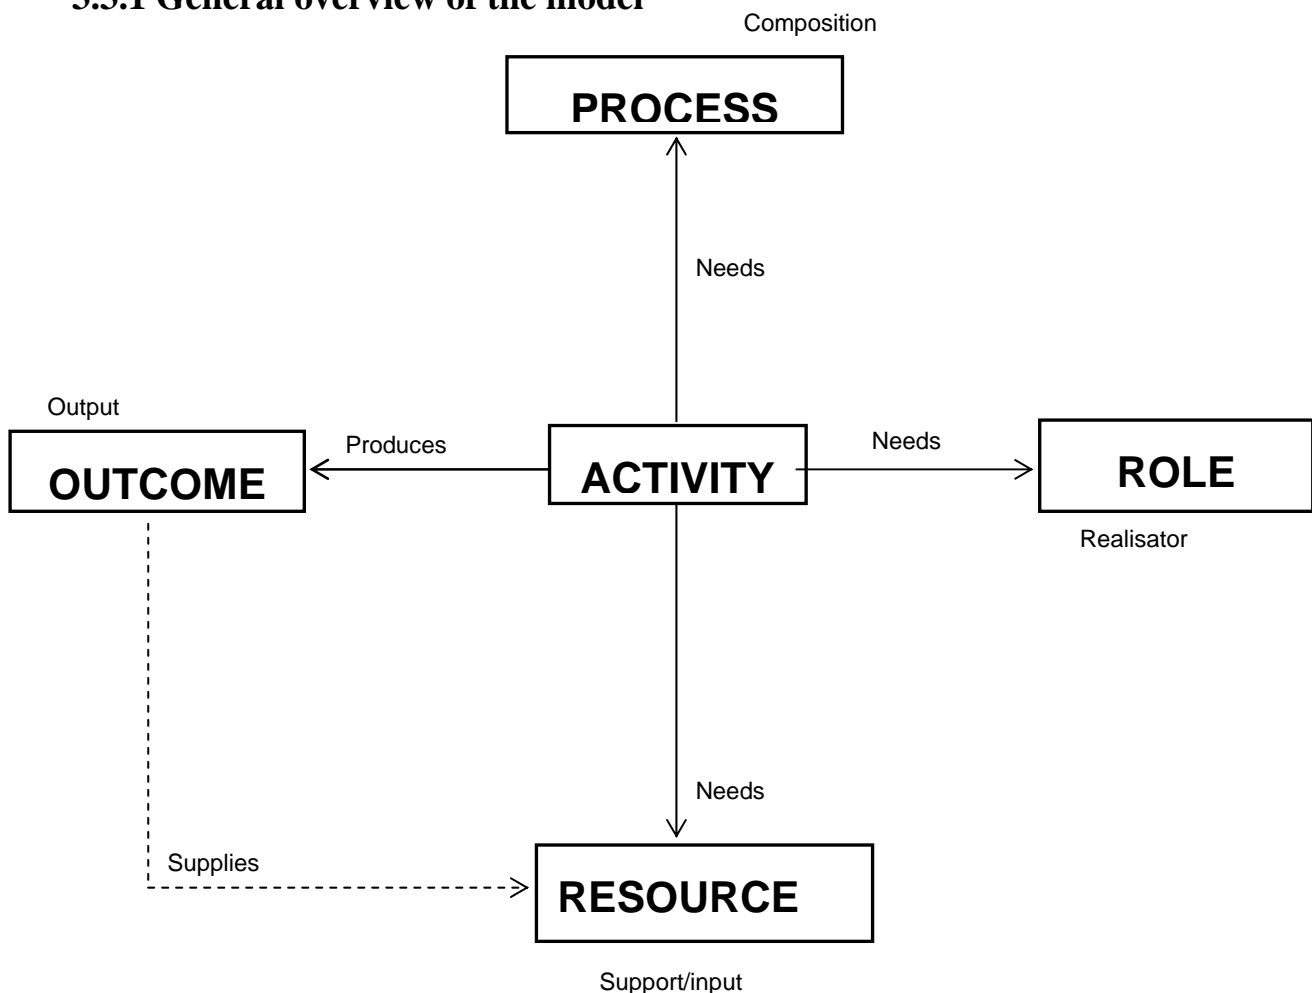 3.3.1 General overview of the model
Composition
PROCESS
Needs
Output
OUTCOME
Produces
ACTIVITY
Needs
ROLE
Realisator
Needs
Supplies
RESOURCE
Support/input